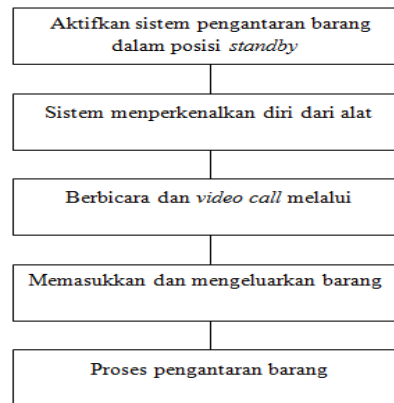 Aktifkan sistem pengantaran barang
dalam posisi standby
Sistem menperkenalkan diri dari alat
Berbicara dan video call melalui
Memasukkan dan mengeluarkan barang
Proses pengantaran barang